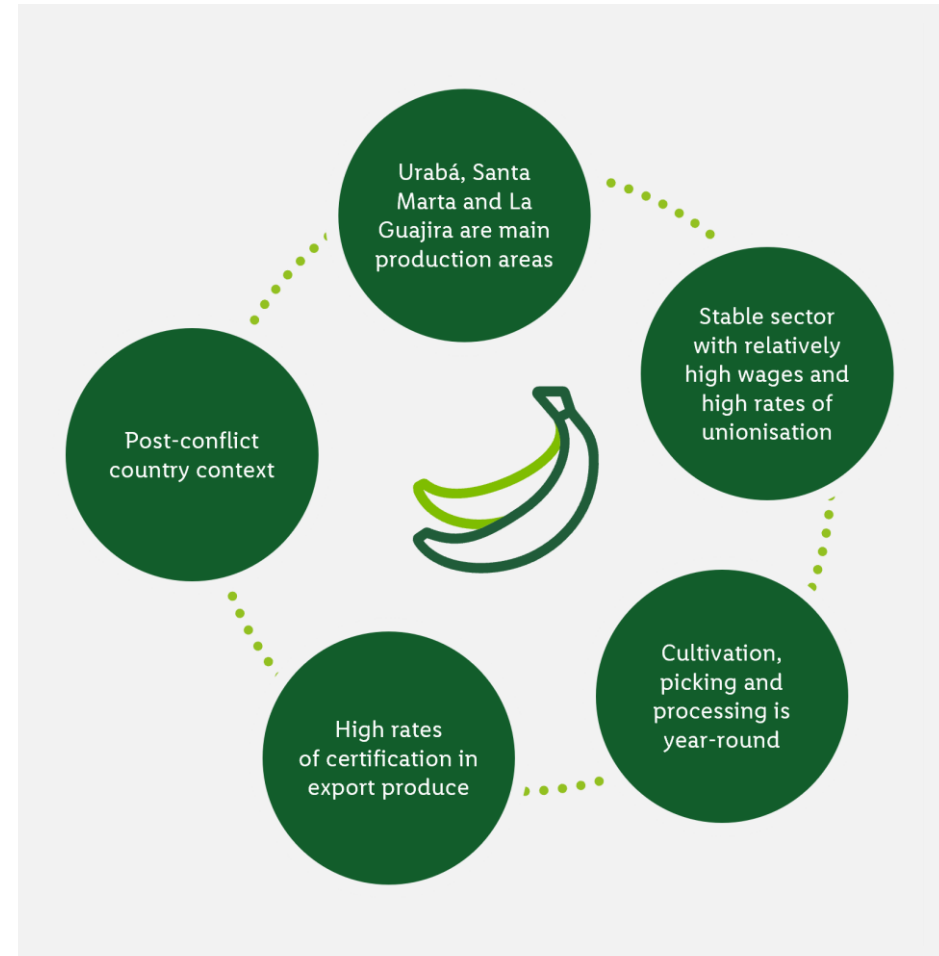 Urabá, Santa
Marta and La
Guajira are main
production areas
Stable sector
with relatively
high wages and
high rates of
unionisation
Cultivation,
picking and
processing is
year-round
High rates
of certification in
export produce
Post-conflict
country context